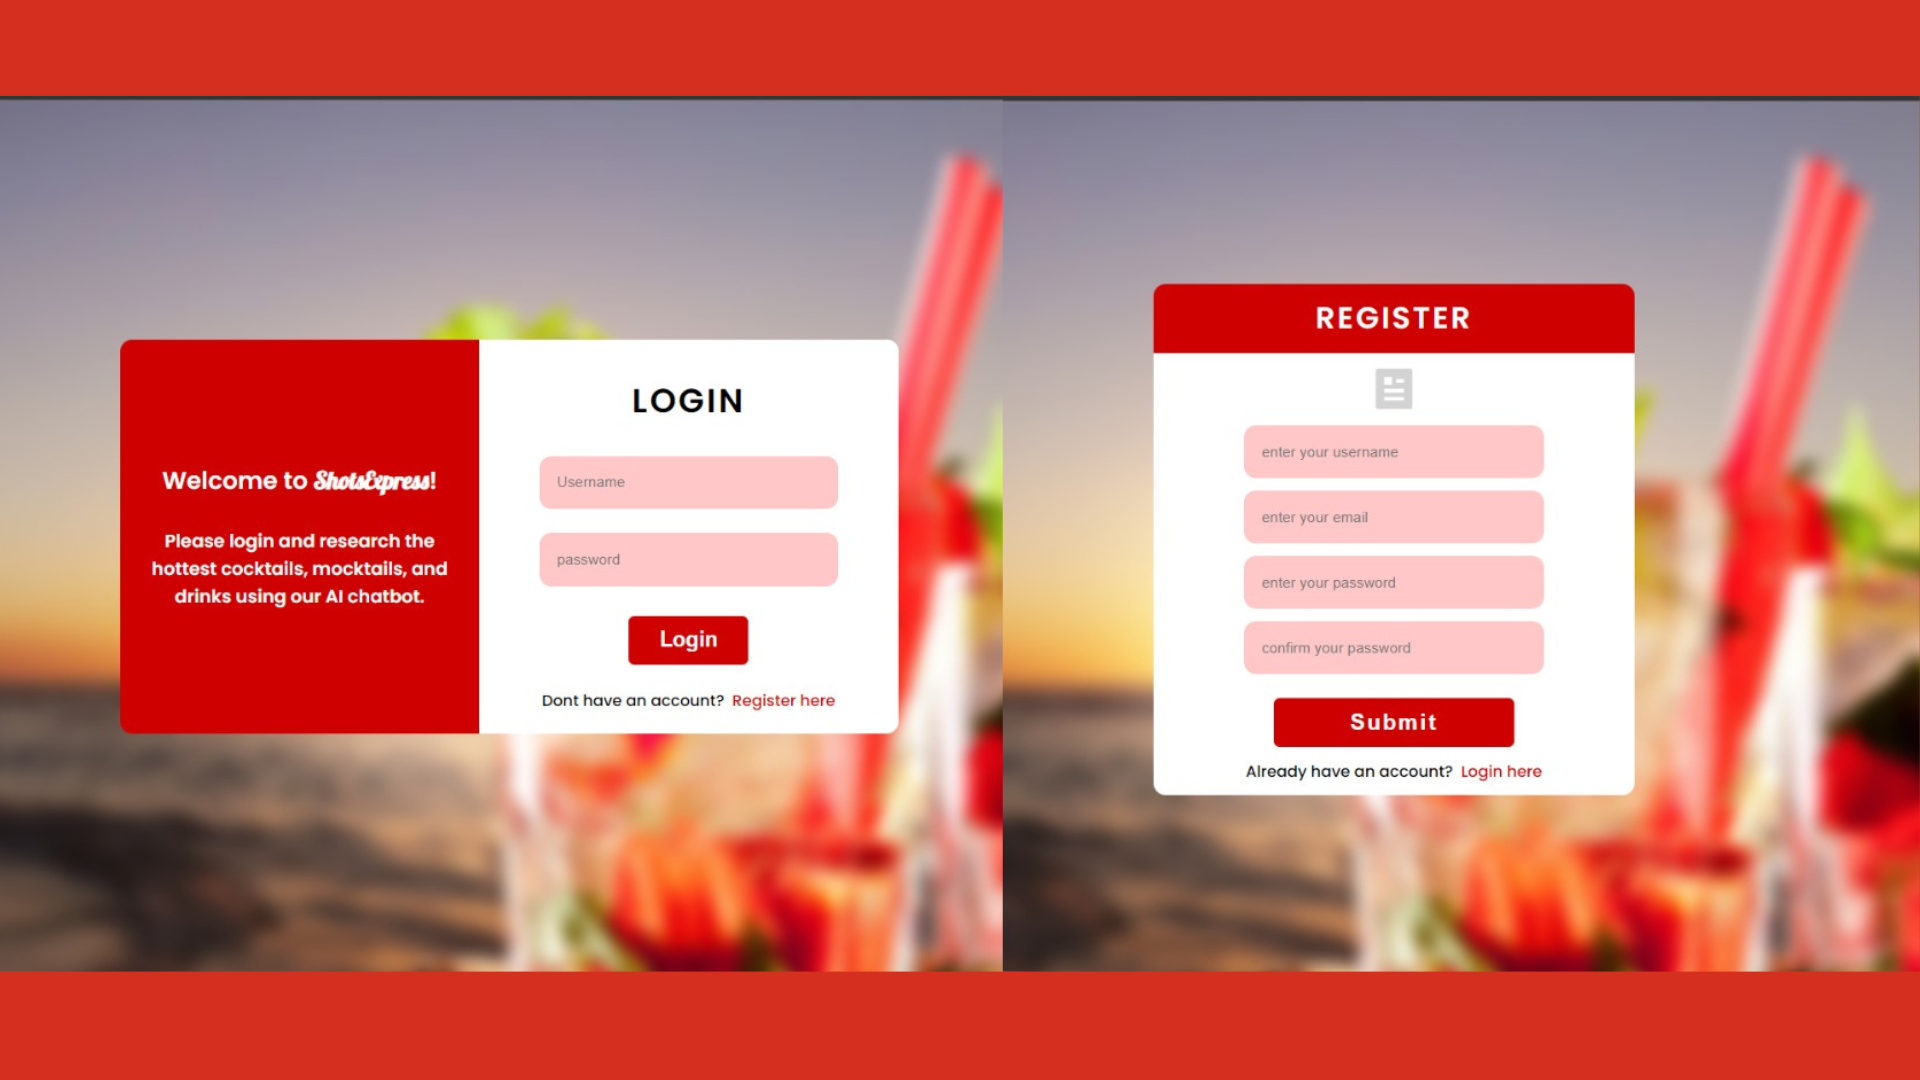 LOGIN
Welcome to ShotsExpress!
Please login and research the
hottest cocktails, mocktails, and
drinks using our AI chatbot.
Username
password
Login
Dont have an account? Register here
REGISTER
enter your username
enter your email
enter your password
confirm your password
Submit
Already have an account? Login here